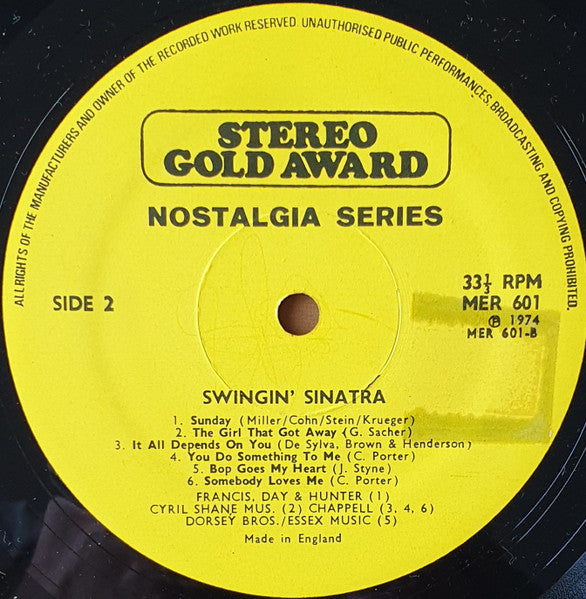 ALL RIGHTS OF THE MANUFACTURERS AND OWNER OF THE RECORDED WORK RESERVED UNAUTHORISED PUBLIC PERFORMANCES, BROADCASTING AND COPYING PROHIBITED.
STEREO
GOLD AWARD
NOSTALGIA SERIES
SIDE 2
33⅓ RPM
MER 601
℗ 1974
MER 601-B
SWINGIN' SINATRA
1. Sunday (Miller/Cohn/Stein/Krueger)
2. The Girl That Got Away (G. Sacher)
3. It All Depends On You (De Sylva, Brown & Henderson)
4. You Do Something To Me (C. Porter)
5. Bop Goes My Heart (J. Styne)
6. Somebody Loves Me (C. Porter)
FRANCIS, DAY & HUNTER (1)
CYRIL SHANE MUS. (2) CHAPPELL (3, 4, 6)
DORSEY BROS./ESSEX MUSIC (5)
Made in England